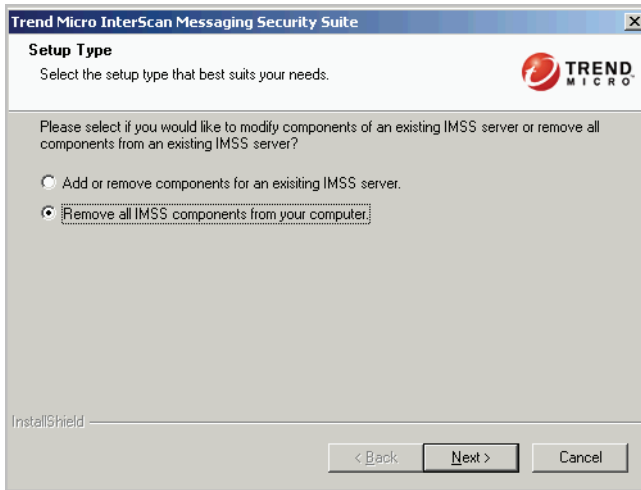 Trend Micro InterScan Messaging Security Suite
Setup Type
Select the setup type that best suits your needs.
TREND
MICRO
Please select if you would like to modify components of an existing IMSS server or remove all
components from an existing IMSS server?
Add or remove components for an exisiting IMSS server.
Remove all IMSS components from your computer.
InstallShield
< Back
Next >
Cancel